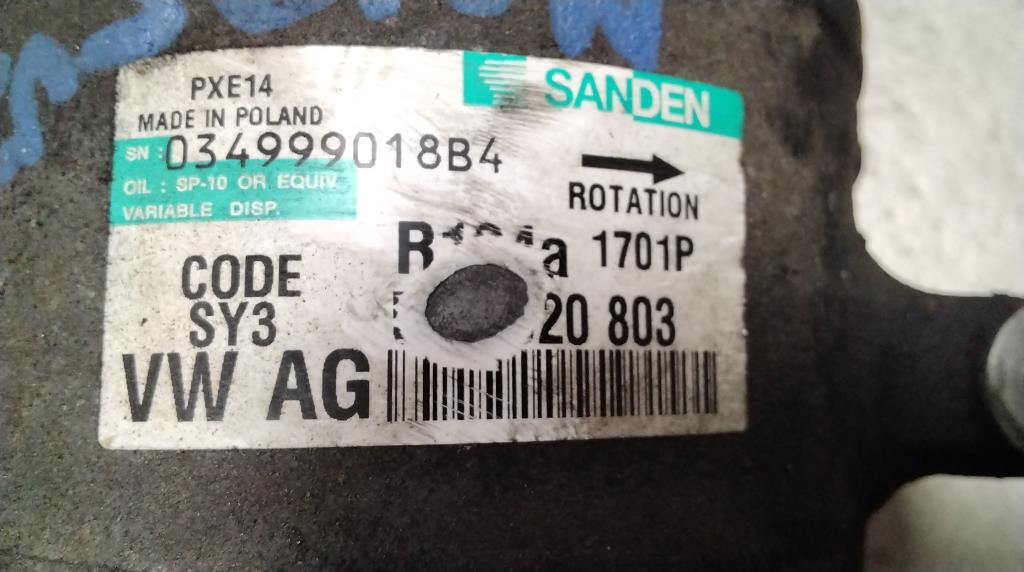 PXE14
SANDEN
MADE IN POLAND
SN : 034999018B4
OIL : SP-10 OR EQUIV.
VARIABLE DISP.
ROTATION
1701P
CODE
SY3
20 803
VW AG